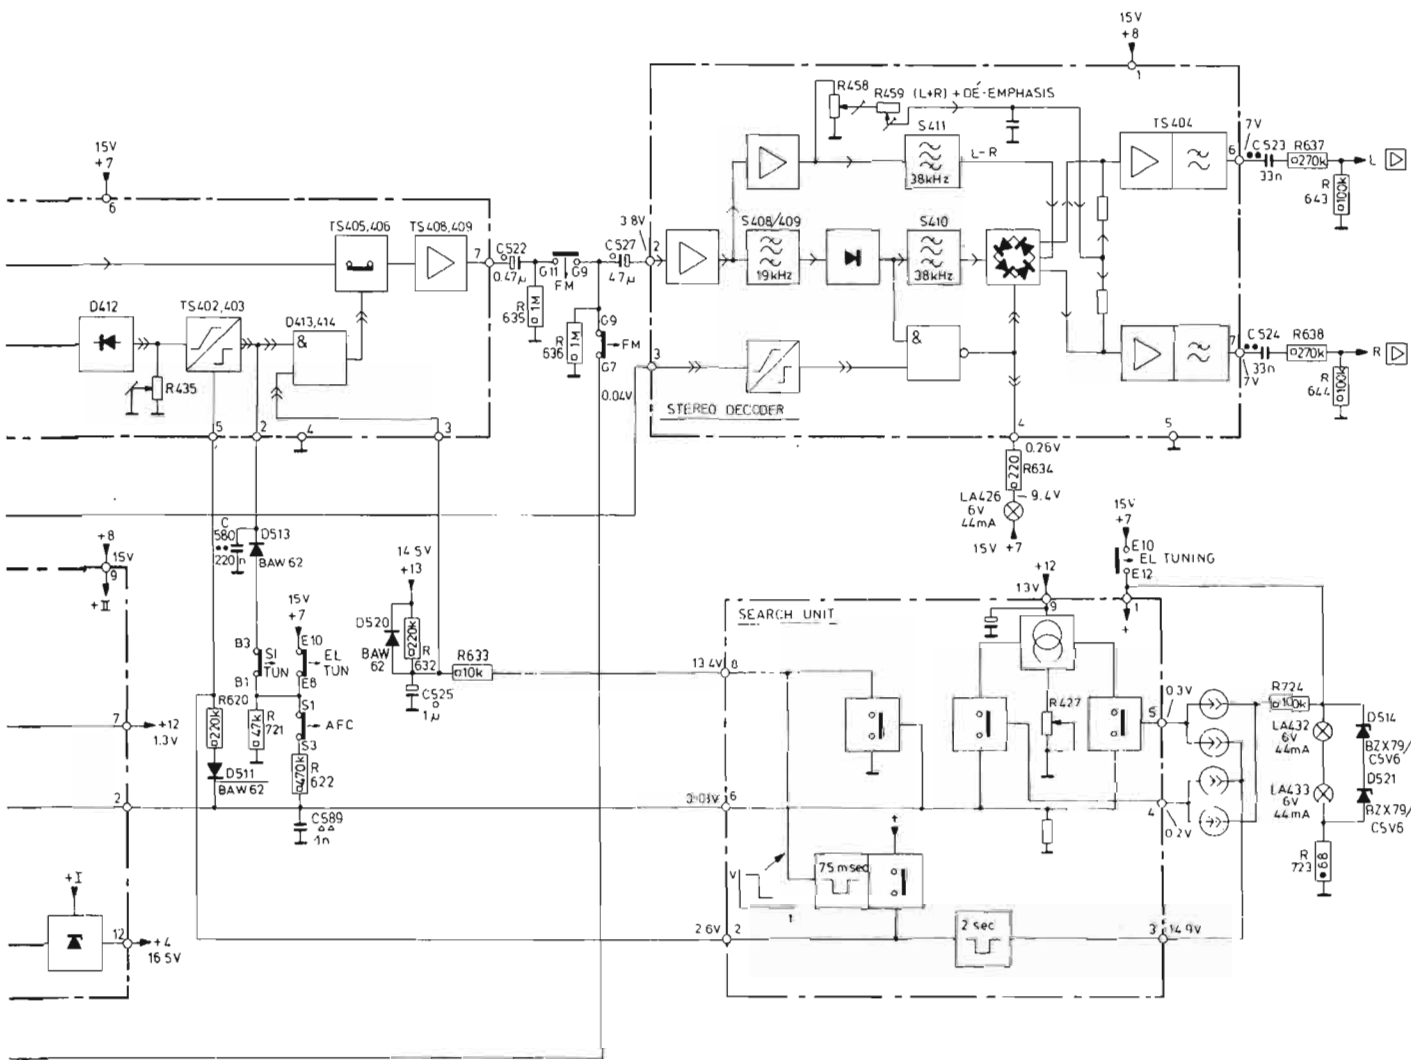 15V
+8
1
R458
R459
(L+R) + DÉ-EMPHASIS
S411
38kHz
L-R
TS404
6
7V
C523
33n
R637
270k
L
R
643
100k
15V
+7
6
TS405,406
TS408,409
7
C522
0.47µ
G11
G9
FM
C527
47µ
3.8V
2
S408/409
19kHz
S410
38kHz
R
635
1M
R
636
1M
G9
FM
G7
0.04V
3
D412
TS402,403
D413,414
&
R435
&
STEREO DECODER
7
7V
C524
33n
R638
270k
R
R
644
100k
5
2
4
3
4
0.26V
5
220
R634
LA426
6V
44mA
9.4V
15V +7
C
580
220n
D513
BAW62
+8
15V
9
+II
14.5V
+13
15V
+7
D520
BAW
62
220k
R
632
R633
10k
C525
1µ
B3
SI
TUN
B1
E10
EL
TUN
E8
S1
AFC
S3
R620
220k
R
721
47k
470k
R
622
D511
BAW62
C589
1n
7
+12
1.3V
2
+I
12
+4
16.5V
15V
+7
E10
EL TUNING
E12
+12
13V
9
1
+
SEARCH UNIT
13.4V
8
R427
5
0.3V
R724
100k
LA432
6V
44mA
D514
BZX79/
C5V6
D521
BZX79/
C5V6
LA433
6V
44mA
6
4
0.2V
R
723
68
+
75msec
V
t
2.6V
2
2 sec
3
14.9V